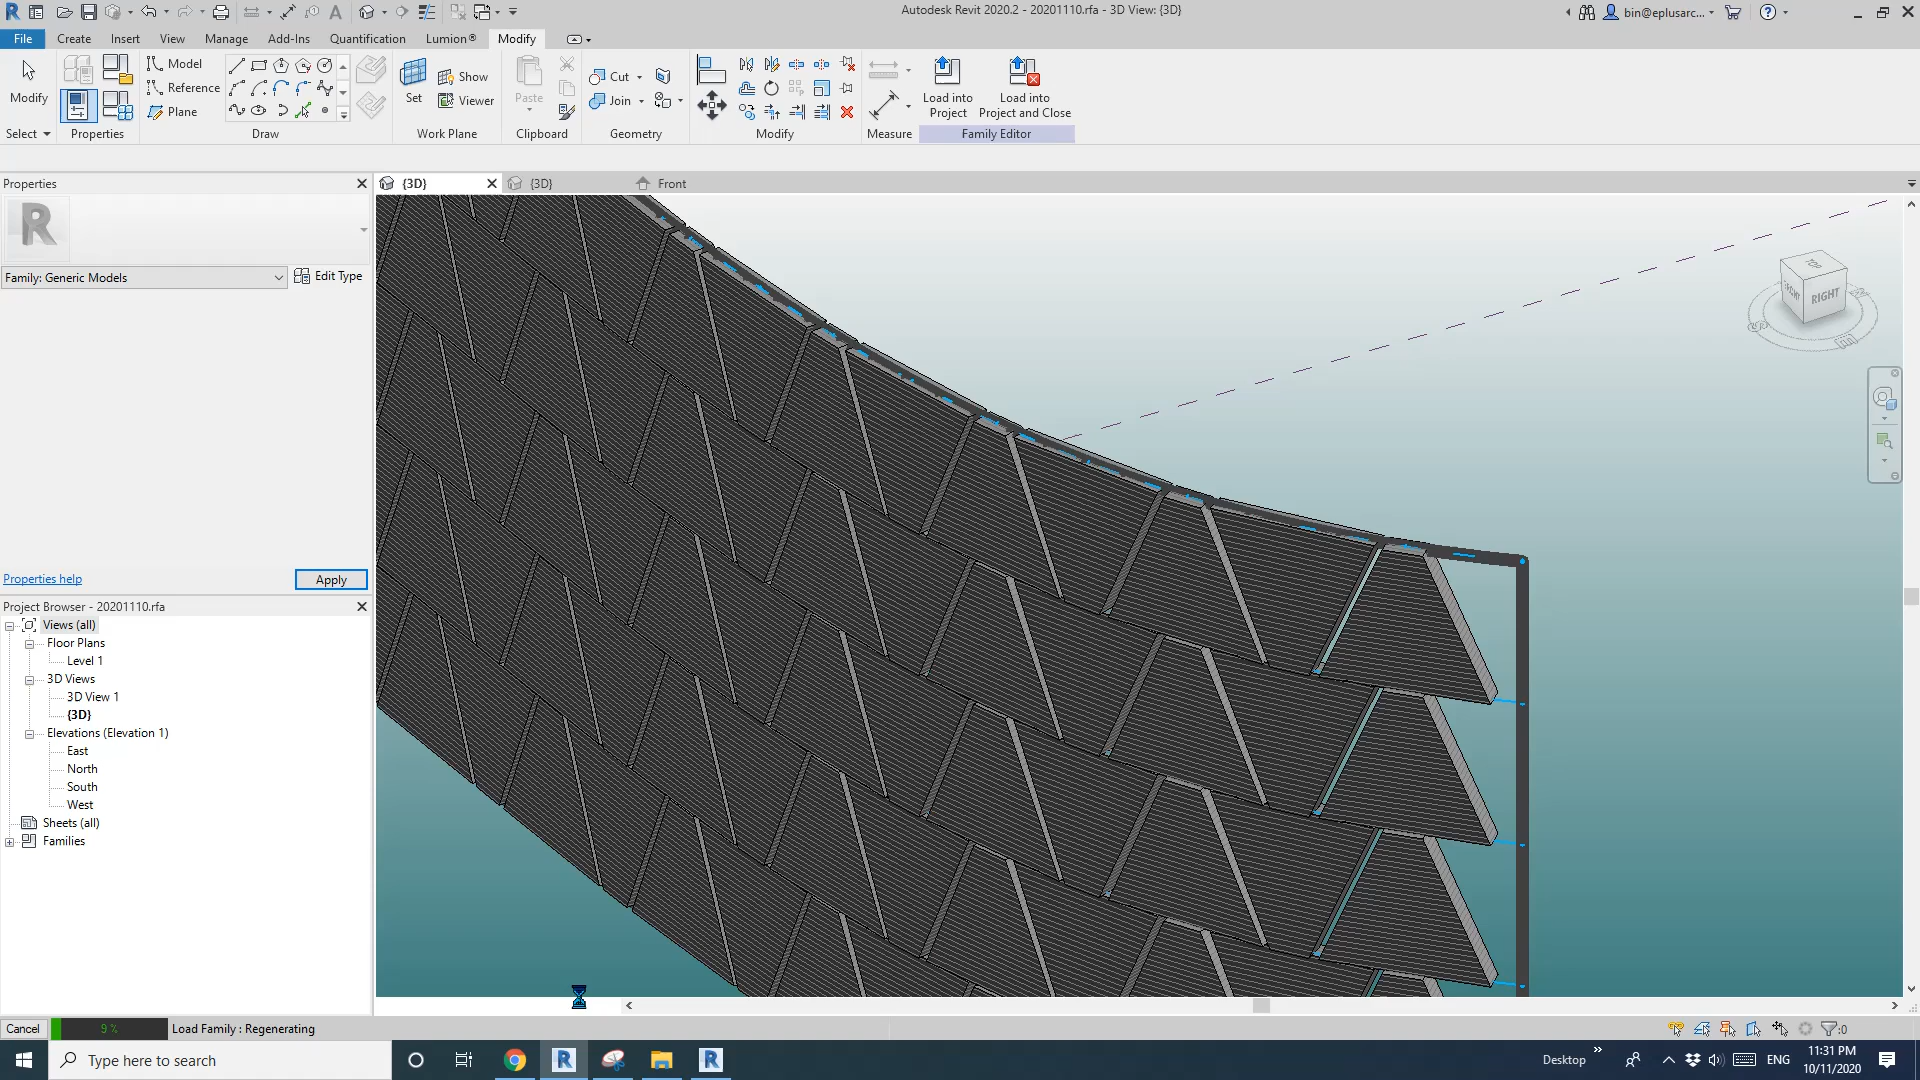 Autodesk Revit 2020.2 - 20201110.rfa - 3D View: {3D}
bin@eplusarc...
File Create Insert View Manage Add-Ins Quantification Lumion® Modify
Modify
Select
Properties
Model
Reference
Plane
Draw
Set
Show
Viewer
Work Plane
Paste
Clipboard
Cut
Join
Geometry
Modify
Measure
Load into
Project
Load into
Project and Close
Family Editor
Properties
{3D}
{3D}
Front
R
Family: Generic Models
Edit Type
TOP
FRONT
RIGHT
Properties help
Apply
Project Browser - 20201110.rfa
Views (all)
Floor Plans
Level 1
3D Views
3D View 1
{3D}
Elevations (Elevation 1)
East
North
South
West
Sheets (all)
Families
Cancel
9 %
Load Family : Regenerating
:0
Type here to search
Desktop
ENG
11:31 PM
10/11/2020